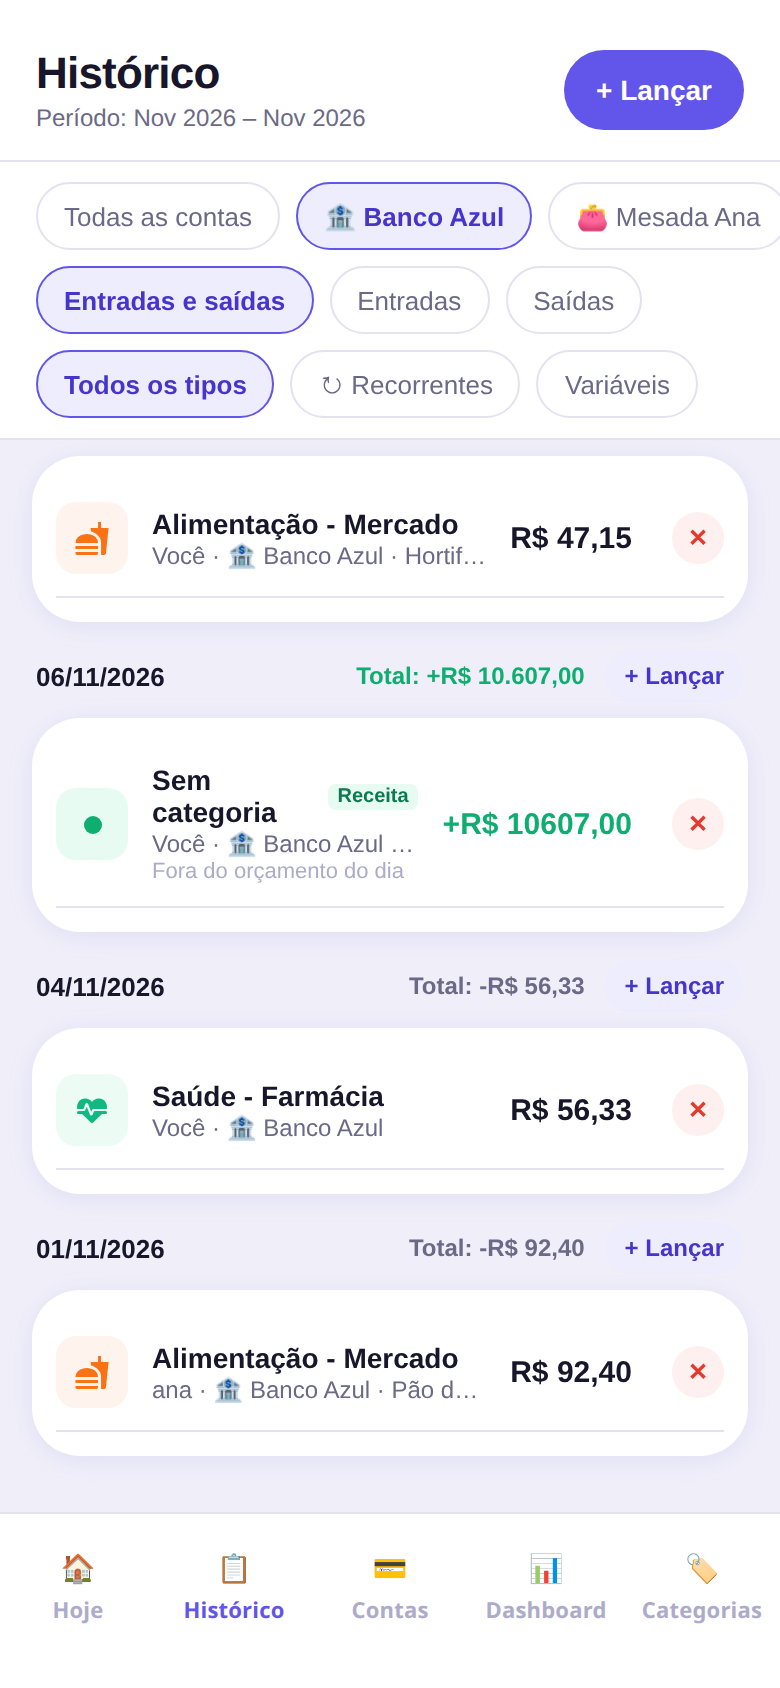 Histórico
Período: Nov 2026 – Nov 2026
+ Lançar
Todas as contas
🏦 Banco Azul
👛 Mesada Ana
Entradas e saídas
Entradas
Saídas
Todos os tipos
↻ Recorrentes
Variáveis
Alimentação - Mercado
Você · 🏦 Banco Azul · Hortif…
R$ 47,15
✕
06/11/2026
Total: +R$ 10.607,00
+ Lançar
Sem
categoria
Receita
Você · 🏦 Banco Azul …
Fora do orçamento do dia
+R$ 10607,00
✕
04/11/2026
Total: -R$ 56,33
+ Lançar
Saúde - Farmácia
Você · 🏦 Banco Azul
R$ 56,33
✕
01/11/2026
Total: -R$ 92,40
+ Lançar
Alimentação - Mercado
ana · 🏦 Banco Azul · Pão d…
R$ 92,40
✕
Hoje
Histórico
Contas
Dashboard
Categorias